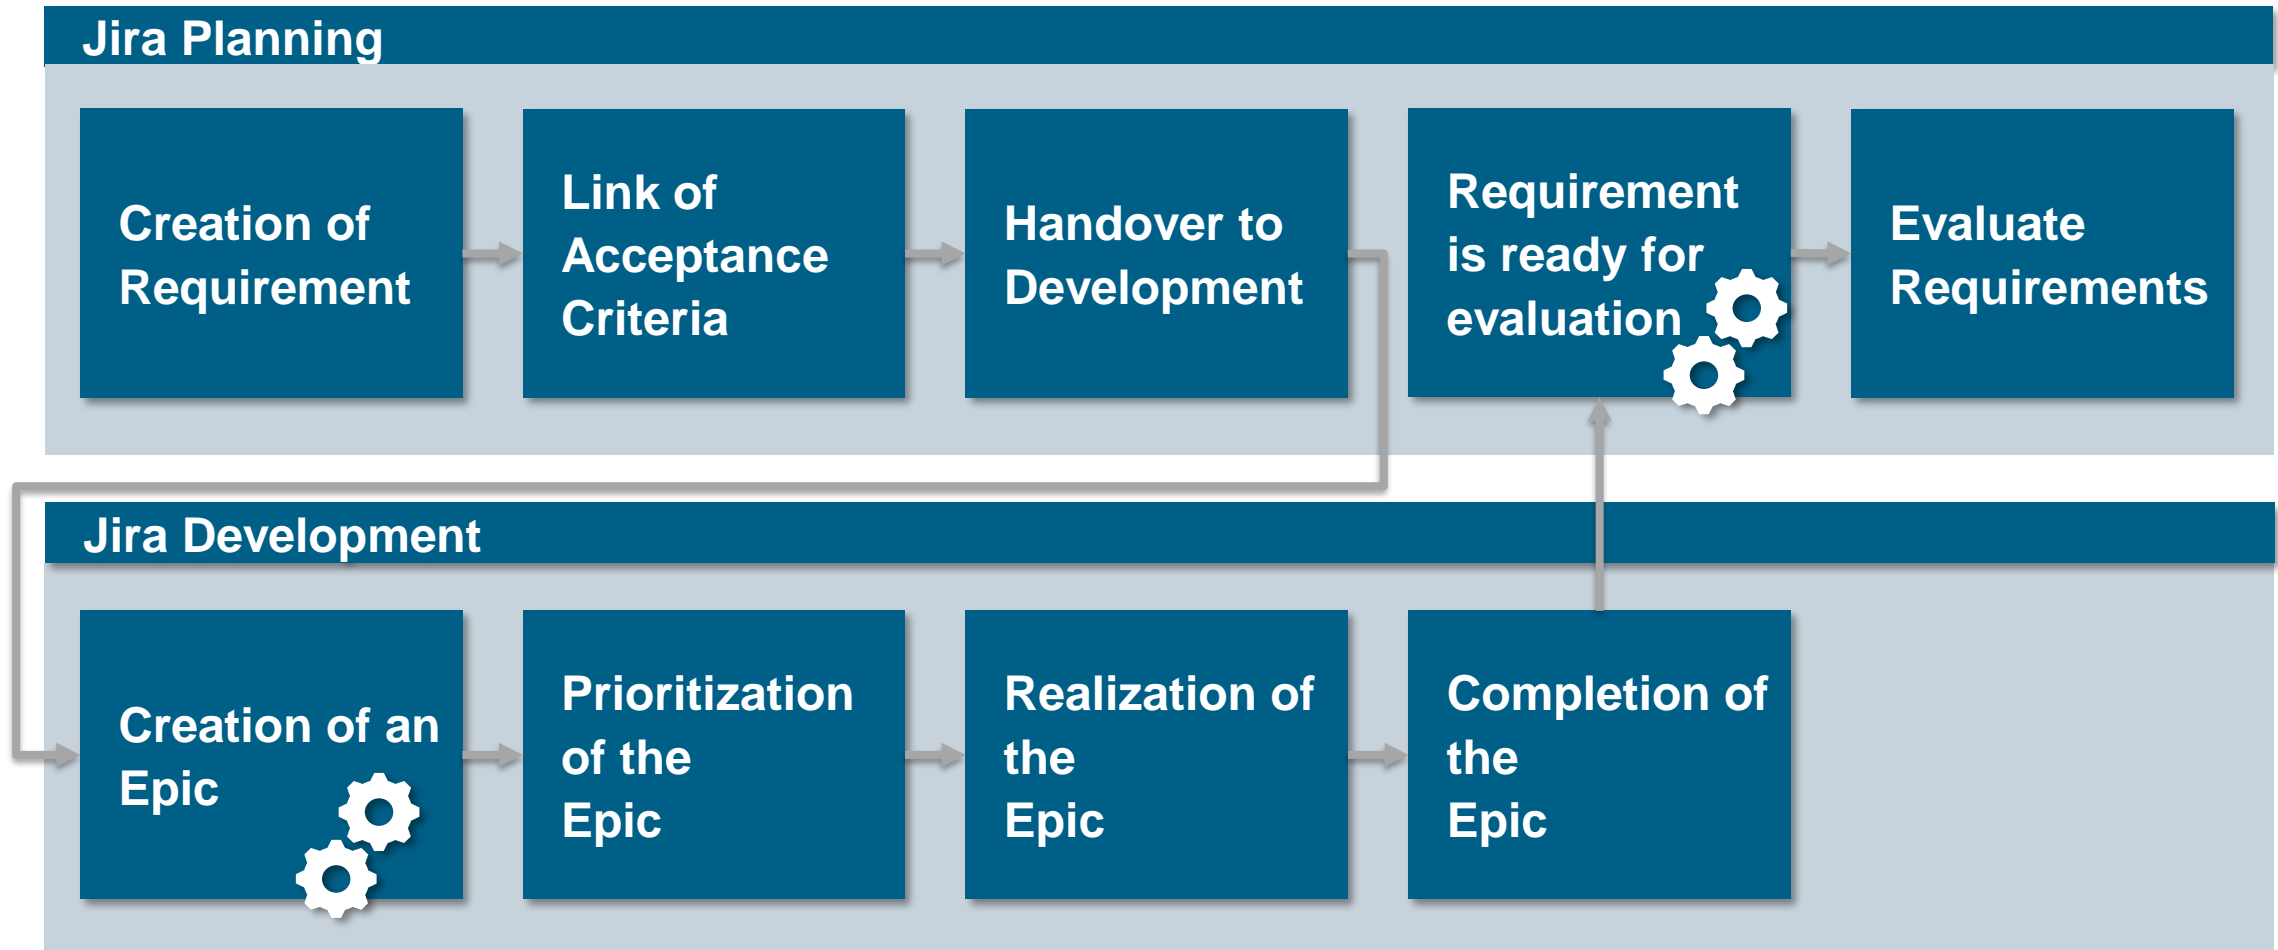 Jira Planning
Creation of
Requirement
Link of
Acceptance
Criteria
Handover to
Development
Requirement
is ready for
evaluation
Evaluate
Requirements
Jira Development
Creation of an
Epic
Prioritization
of the
Epic
Realization of
the
Epic
Completion of
the
Epic